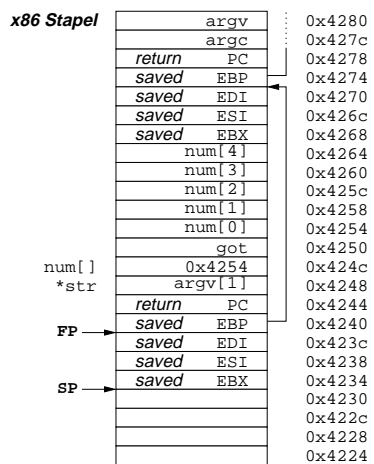 x86 Stapel argv 0x4280
argc 0x427c
return PC 0x4278
saved EBP 0x4274
saved EDI 0x4270
saved ESI 0x426c
saved EBX 0x4268
num[4] 0x4264
num[3] 0x4260
num[2] 0x425c
num[1] 0x4258
num[0] 0x4254
got 0x4250
num[] 0x4254 0x424c
*str argv[1] 0x4248
return PC 0x4244
saved EBP 0x4240
FP saved EDI 0x423c
saved ESI 0x4238
saved EBX 0x4234
SP 0x4230
0x422c
0x4228
0x4224